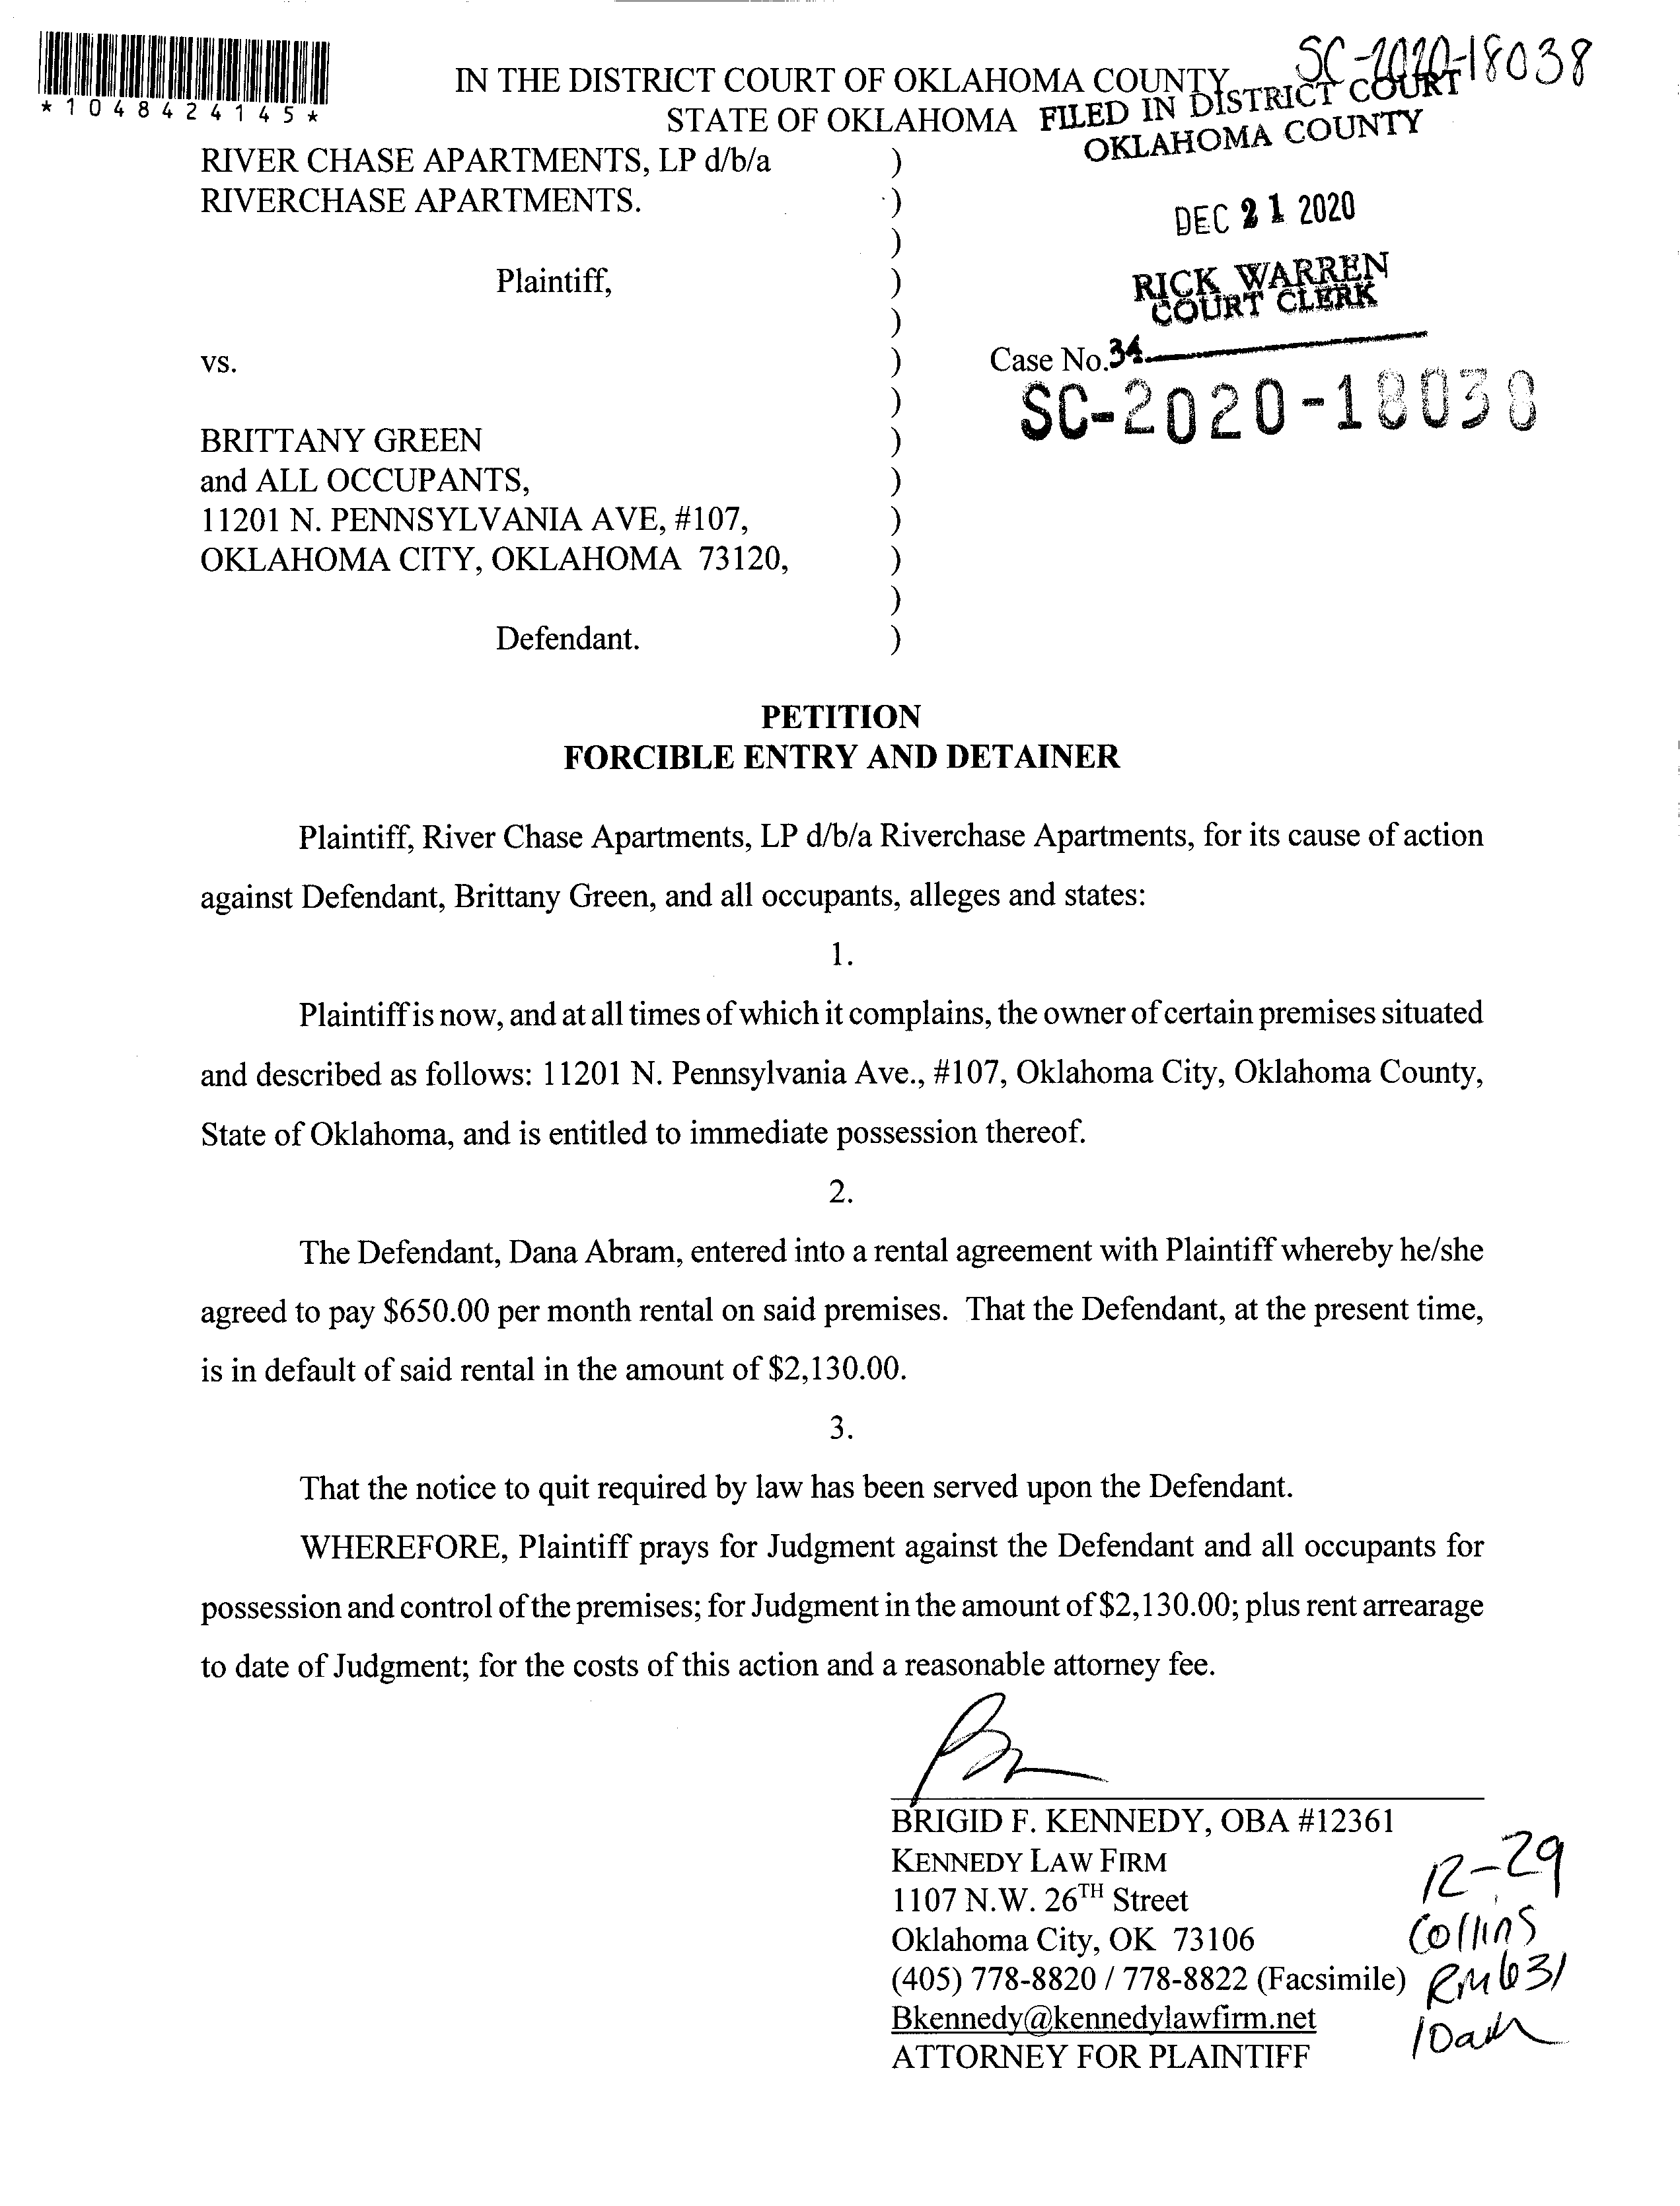 *1048424145*
SC-2020-18038
IN THE DISTRICT COURT OF OKLAHOMA COUNTY
STATE OF OKLAHOMA
FILED IN DISTRICT COURT
OKLAHOMA COUNTY
DEC 21 2020
RICK WARREN
COURT CLERK
34
RIVER CHASE APARTMENTS, LP d/b/a )
RIVERCHASE APARTMENTS. )
)
Plaintiff, )
)
vs. ) Case No.
) SC-2020-18038
BRITTANY GREEN )
and ALL OCCUPANTS, )
11201 N. PENNSYLVANIA AVE, #107, )
OKLAHOMA CITY, OKLAHOMA 73120, )
)
Defendant. )
PETITION
FORCIBLE ENTRY AND DETAINER
Plaintiff, River Chase Apartments, LP d/b/a Riverchase Apartments, for its cause of action
against Defendant, Brittany Green, and all occupants, alleges and states:
1.
Plaintiff is now, and at all times of which it complains, the owner of certain premises situated
and described as follows: 11201 N. Pennsylvania Ave., #107, Oklahoma City, Oklahoma County,
State of Oklahoma, and is entitled to immediate possession thereof.
2.
The Defendant, Dana Abram, entered into a rental agreement with Plaintiff whereby he/she
agreed to pay $650.00 per month rental on said premises. That the Defendant, at the present time,
is in default of said rental in the amount of $2,130.00.
3.
That the notice to quit required by law has been served upon the Defendant.
WHEREFORE, Plaintiff prays for Judgment against the Defendant and all occupants for
possession and control of the premises; for Judgment in the amount of $2,130.00; plus rent arrearage
to date of Judgment; for the costs of this action and a reasonable attorney fee.
BRIGID F. KENNEDY, OBA #12361
KENNEDY LAW FIRM
1107 N.W. 26TH Street
Oklahoma City, OK 73106
(405) 778-8820 / 778-8822 (Facsimile)
Bkennedy@kennedylawfirm.net
ATTORNEY FOR PLAINTIFF
12-29
Collins
RM631
10am